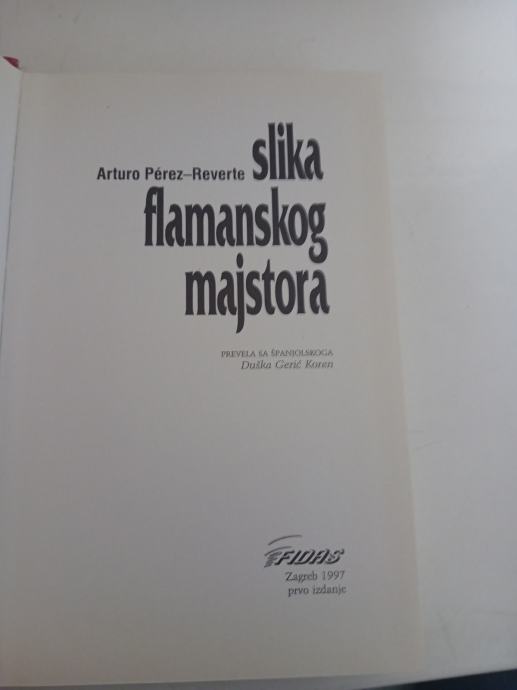 Arturo Pérez–Reverte slika
flamanskog
majstora
PREVELA SA ŠPANJOLSKOGA
Duška Gerić Koren
FIDAS
Zagreb 1997
prvo izdanje